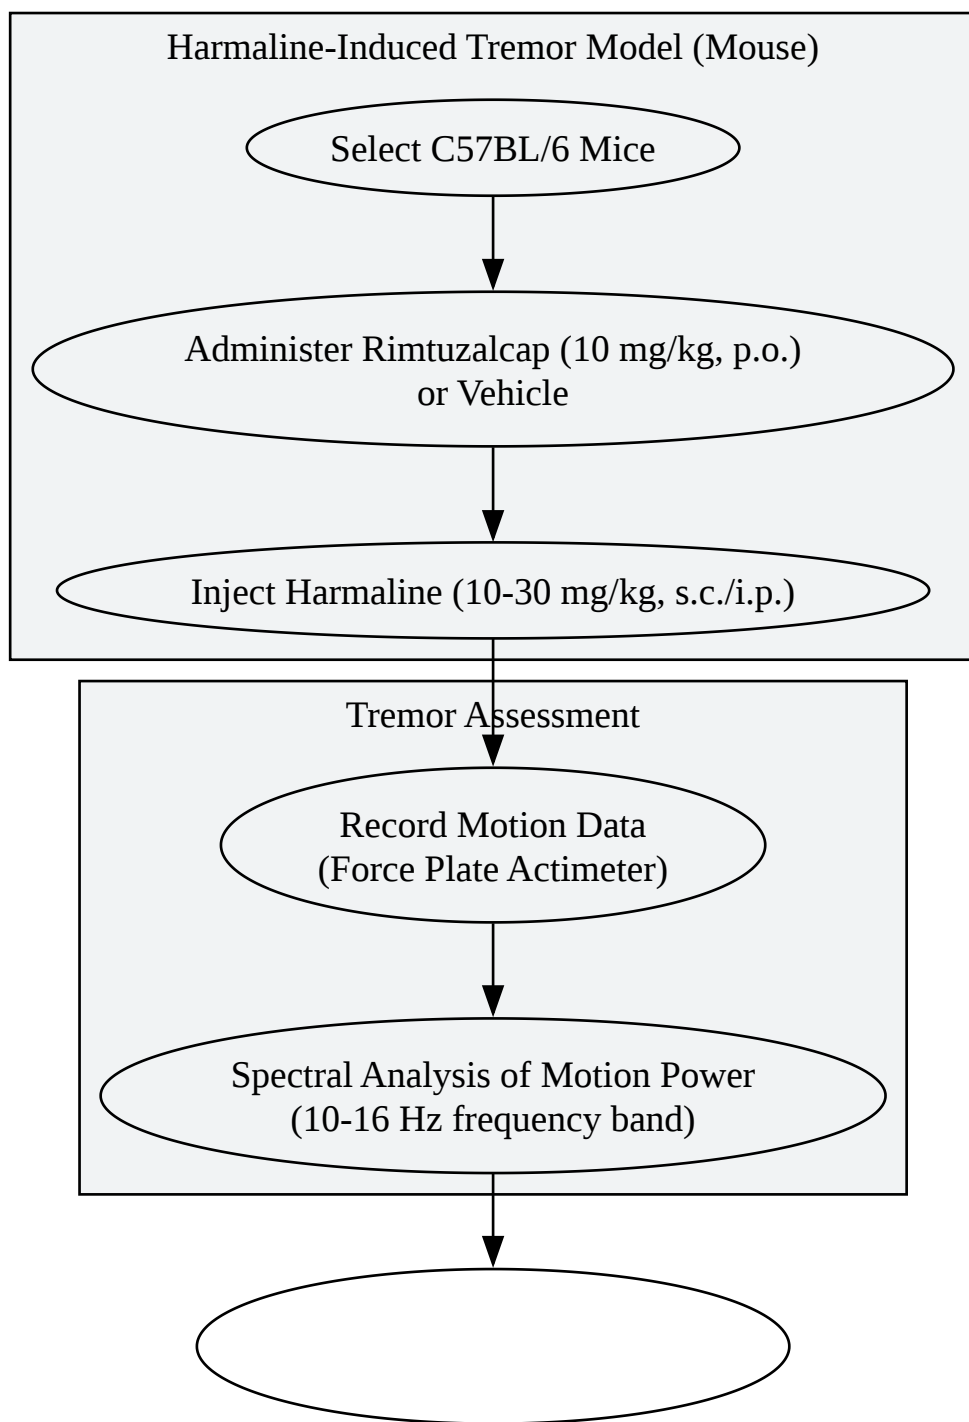 Harmaline-Induced Tremor Model (Mouse)
Select C57BL/6 Mice
Administer Rimtuzalcap (10 mg/kg, p.o.)
or Vehicle
Inject Harmaline (10-30 mg/kg, s.c./i.p.)
Tremor Assessment
Record Motion Data
(Force Plate Actimeter)
Spectral Analysis of Motion Power
(10-16 Hz frequency band)